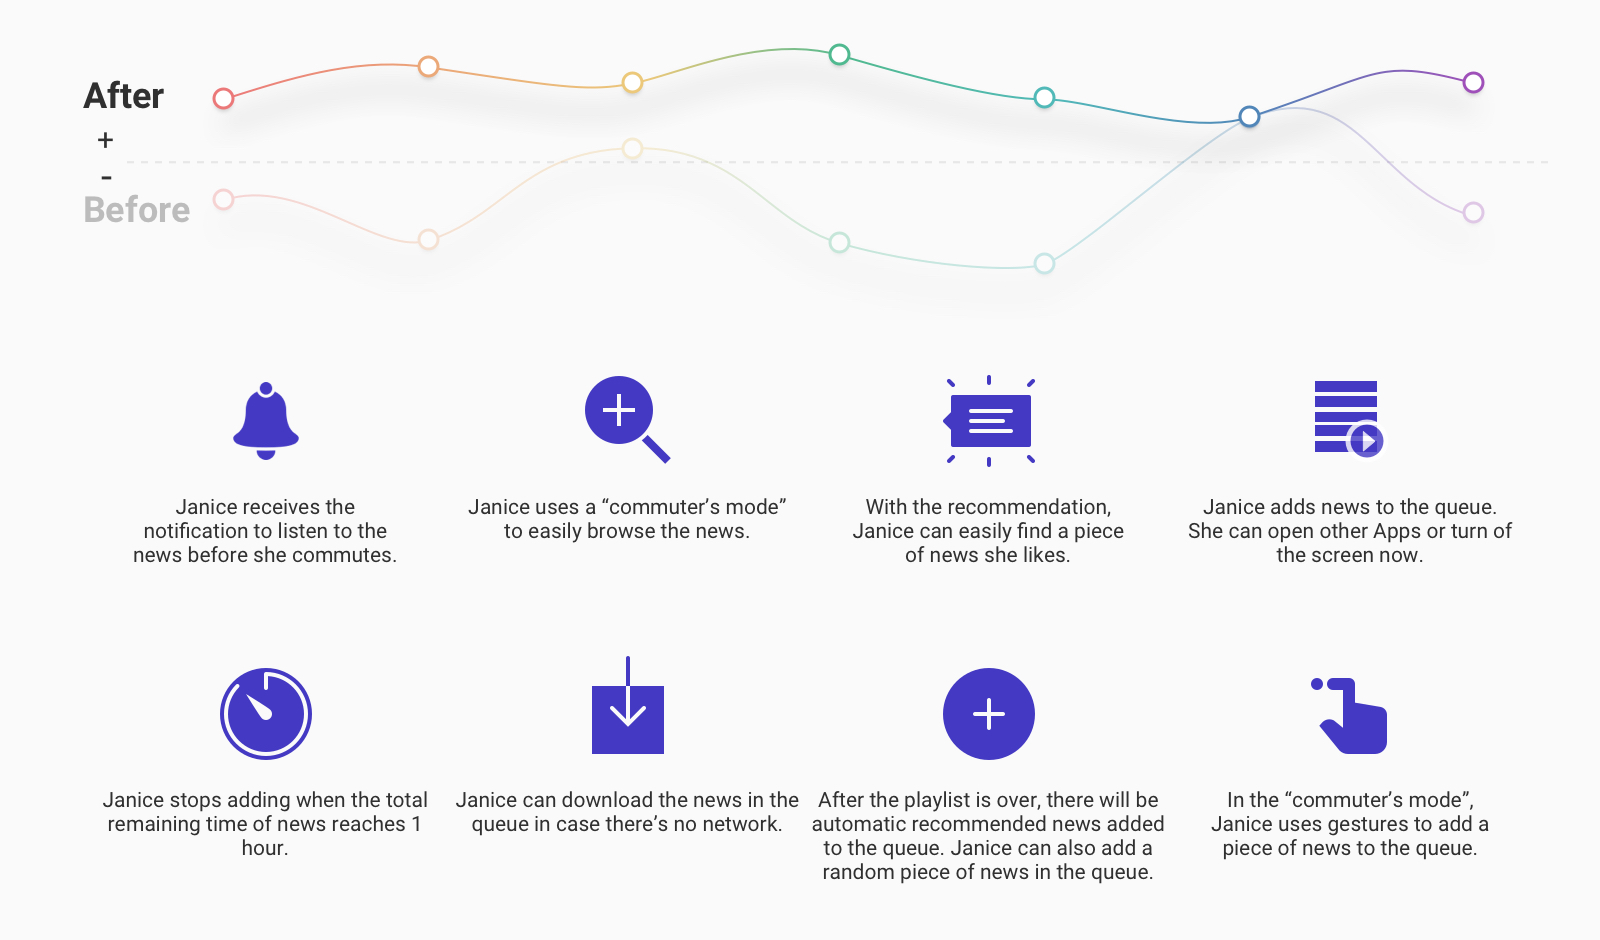 After
+
-
Before
Janice receives the
notification to listen to the
news before she commutes.
Janice uses a “commuter’s mode”
to easily browse the news.
With the recommendation,
Janice can easily find a piece
of news she likes.
Janice adds news to the queue.
She can open other Apps or turn of
the screen now.
Janice stops adding when the total
remaining time of news reaches 1
hour.
Janice can download the news in the
queue in case there’s no network.
After the playlist is over, there will be
automatic recommended news added
to the queue. Janice can also add a
random piece of news in the queue.
In the “commuter’s mode”,
Janice uses gestures to add a
piece of news to the queue.